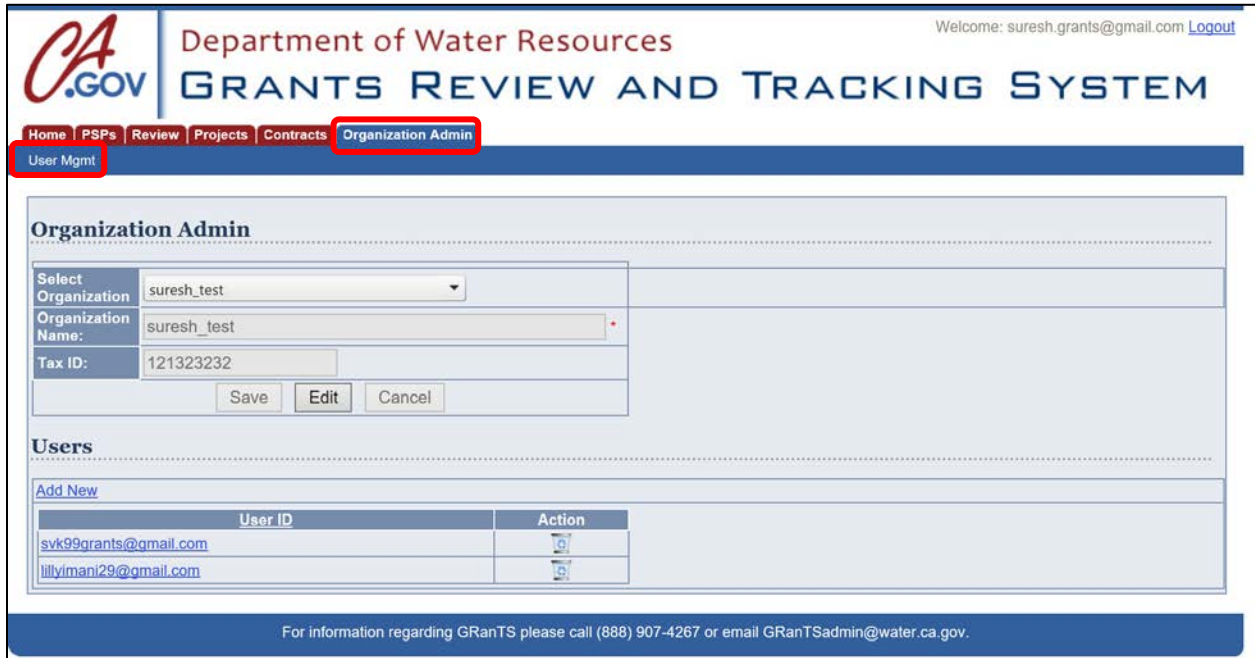 Welcome: suresh.grants@gmail.com Logout
CA
.GOV
Department of Water Resources
GRANTS REVIEW AND TRACKING SYSTEM
Home PSPs Review Projects Contracts Organization Admin
User Mgmt
Organization Admin
Select
Organization
suresh_test
Organization
Name:
suresh_test *
Tax ID: 121323232
Save Edit Cancel
Users
Add New
User ID Action
svk99grants@gmail.com
lillyimani29@gmail.com
For information regarding GRanTS please call (888) 907-4267 or email GRanTSadmin@water.ca.gov.